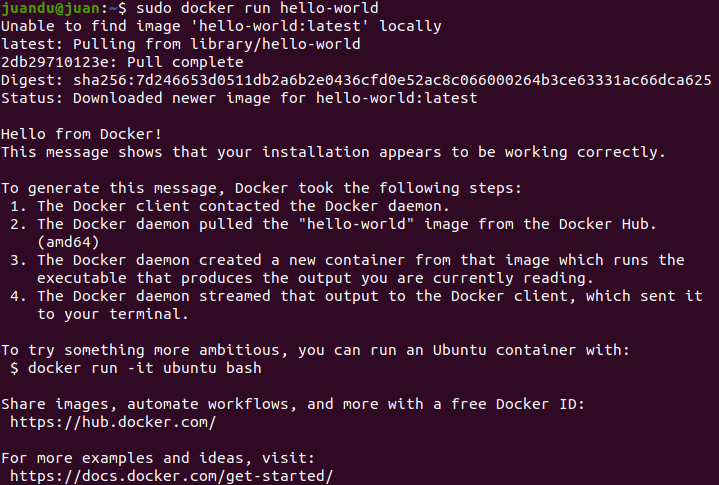 juandu@juan:~$ sudo docker run hello-world
Unable to find image 'hello-world:latest' locally
latest: Pulling from library/hello-world
2db29710123e: Pull complete
Digest: sha256:7d246653d0511db2a6b2e0436cfd0e52ac8c066000264b3ce63331ac66dca625
Status: Downloaded newer image for hello-world:latest

Hello from Docker!
This message shows that your installation appears to be working correctly.

To generate this message, Docker took the following steps:
 1. The Docker client contacted the Docker daemon.
 2. The Docker daemon pulled the "hello-world" image from the Docker Hub.
    (amd64)
 3. The Docker daemon created a new container from that image which runs the
    executable that produces the output you are currently reading.
 4. The Docker daemon streamed that output to the Docker client, which sent it
    to your terminal.

To try something more ambitious, you can run an Ubuntu container with:
 $ docker run -it ubuntu bash

Share images, automate workflows, and more with a free Docker ID:
 https://hub.docker.com/

For more examples and ideas, visit:
 https://docs.docker.com/get-started/